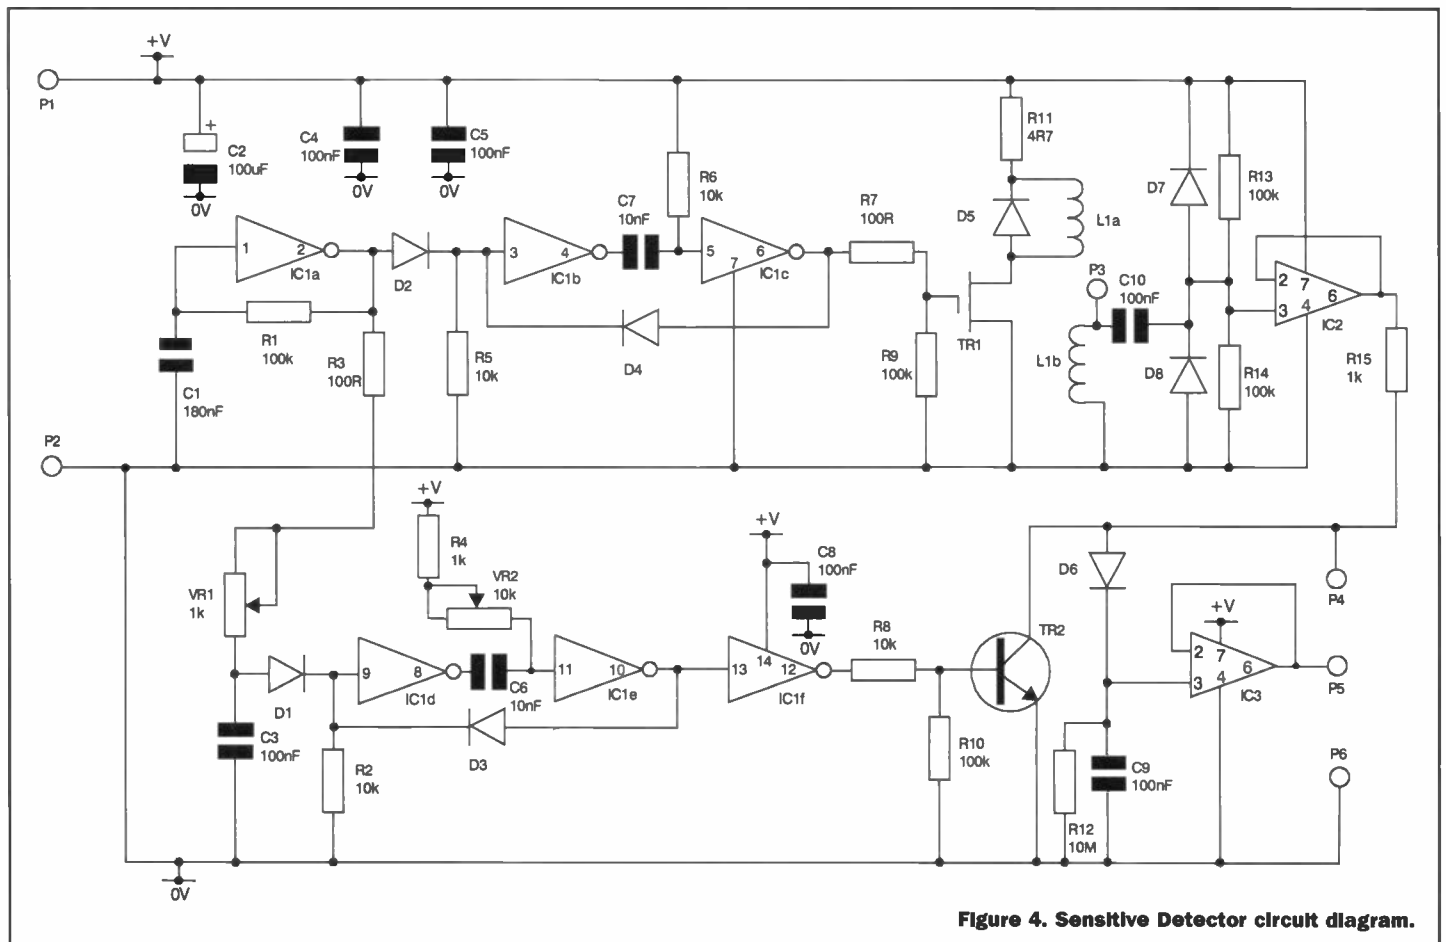 +V
P1
+
C2
100uF
0V
C4
100nF
0V
C5
100nF
0V
R6
10k
C7
10nF
R7
100R
R11
4R7
D5
L1a
D7
R13
100k
1
2
IC1a
D2
3
4
IC1b
5
6
7
IC1c
P3
C10
100nF
2
7
6
3
4
IC2
R1
100k
R3
100R
R5
10k
D4
R9
100k
TR1
L1b
D8
R14
100k
R15
1k
C1
180nF
P2
+V
R4
1k
VR2
10k
+V
C8
100nF
0V
VR1
1k
D6
P4
9
8
IC1d
C6
10nF
11
10
IC1e
13
14
12
IC1f
R8
10k
TR2
+V
2
7
6
3
4
IC3
P5
D1
C3
100nF
D3
R2
10k
R10
100k
C9
100nF
R12
10M
P6
0V
Figure 4. Sensitive Detector circuit diagram.